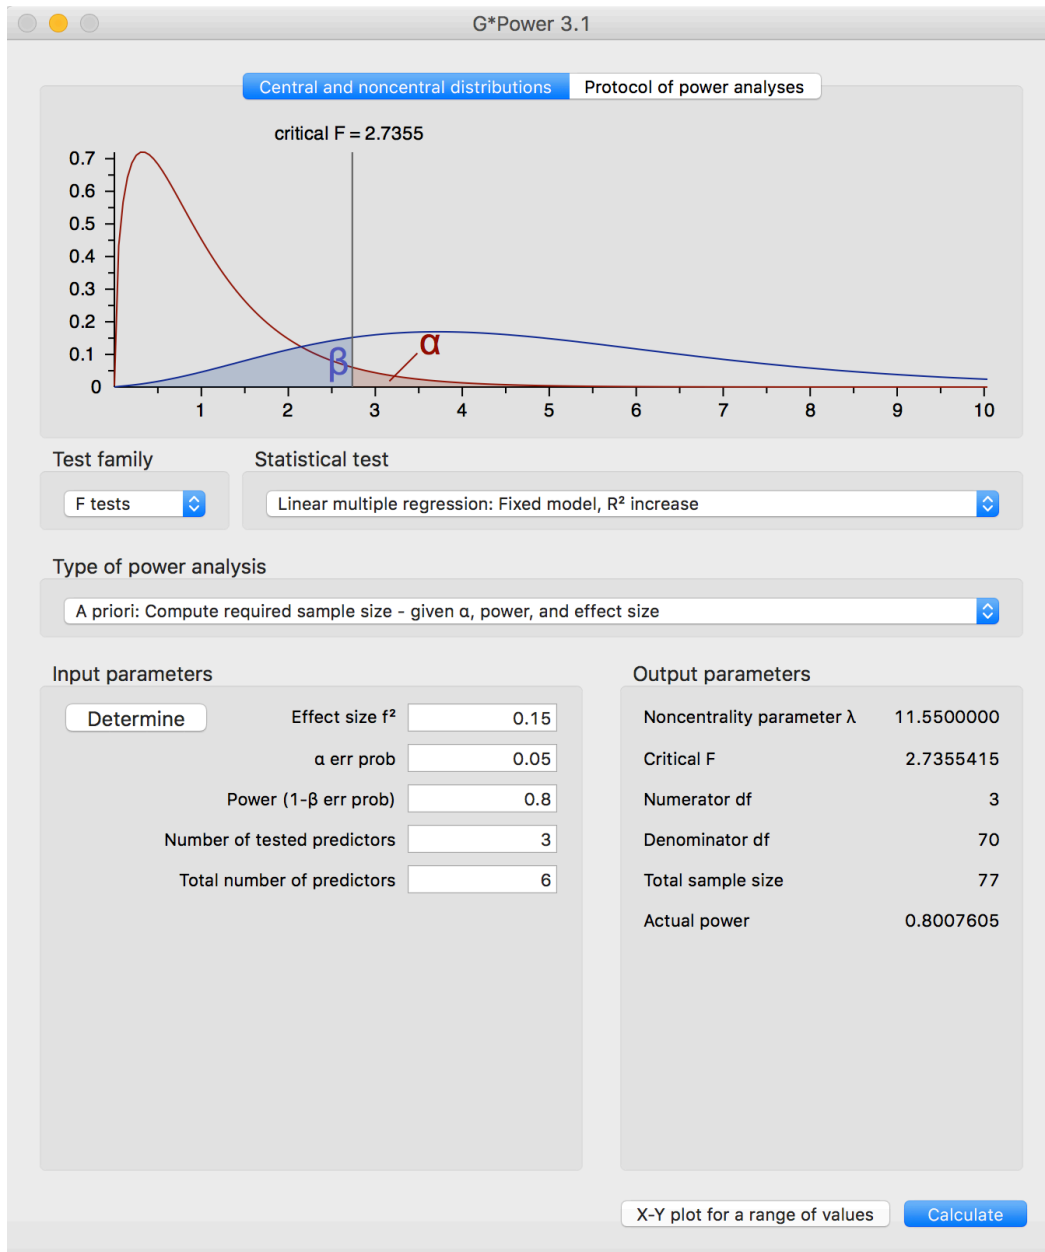 G*Power 3.1
Central and noncentral distributions Protocol of power analyses
critical F = 2.7355
0.7
0.6
0.5
0.4
0.3
0.2
0.1
0
β
α
1 2 3 4 5 6 7 8 9 10
Test family Statistical test
F tests Linear multiple regression: Fixed model, R² increase
Type of power analysis
A priori: Compute required sample size - given α, power, and effect size
Input parameters Output parameters
Determine Effect size f² 0.15 Noncentrality parameter λ 11.5500000
α err prob 0.05 Critical F 2.7355415
Power (1-β err prob) 0.8 Numerator df 3
Number of tested predictors 3 Denominator df 70
Total number of predictors 6 Total sample size 77
Actual power 0.8007605
X-Y plot for a range of values Calculate